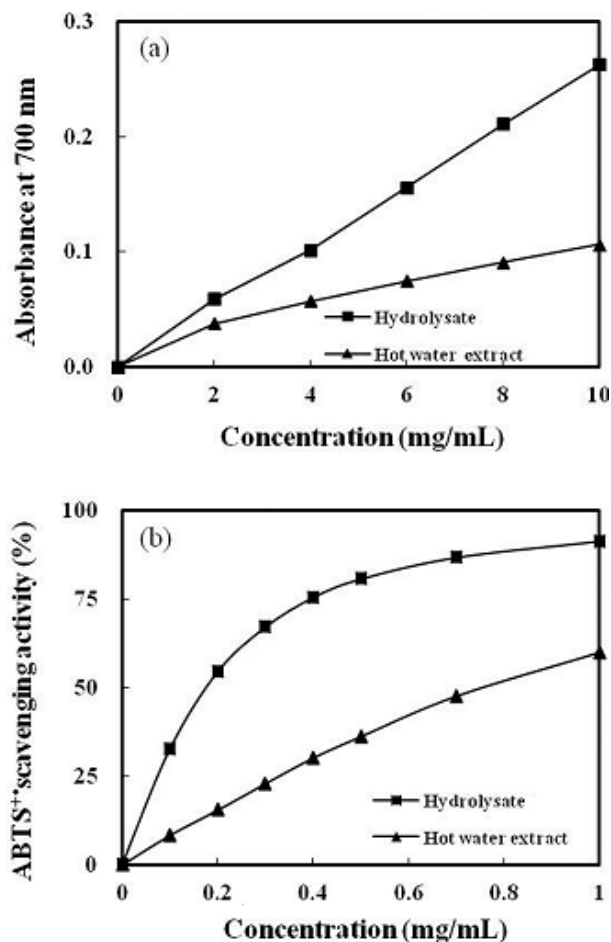 (a)
Absorbance at 700 nm
0.3
0.2
0.1
0.0
Hydrolysate
Hot water extract
0 2 4 6 8 10
Concentration (mg/mL)
(b)
ABTS⁺· scavenging activity (%)
100
75
50
25
0
Hydrolysate
Hot water extract
0 0.2 0.4 0.6 0.8 1
Concentration (mg/mL)